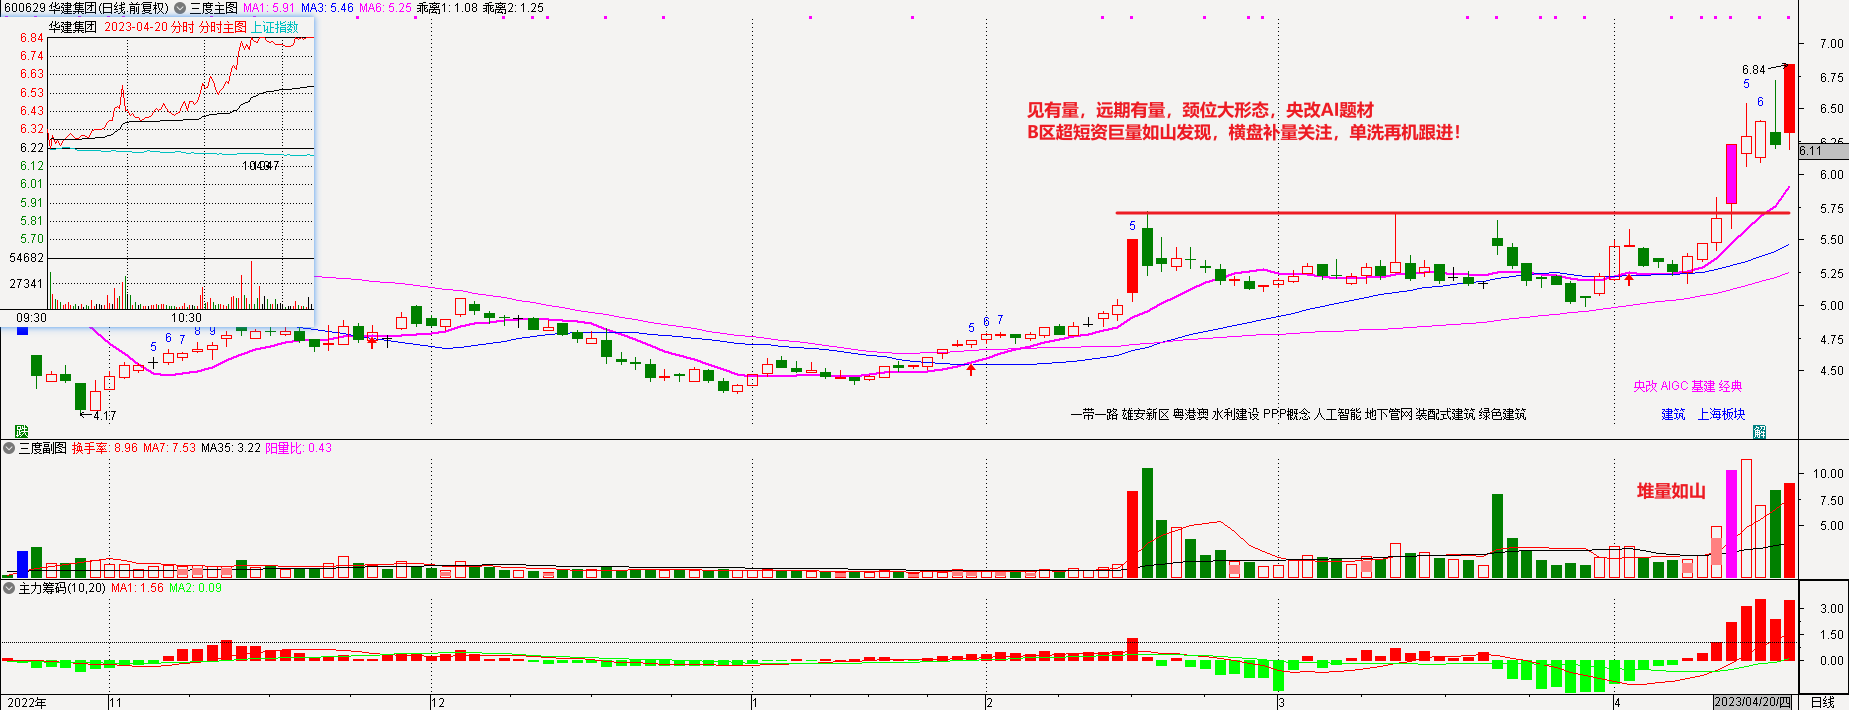 600629 华建集团(日线.前复权) 三度主图 MA1: 5.91 MA3: 5.46 MA6: 5.25 乖离1: 1.08 乖离2: 1.25
华建集团 2023-04-20 分时 分时主图 上证指数
6.84
6.74
6.63
6.53
6.43
6.32
6.22
6.12
6.01
5.91
5.81
5.70
54682
27341
09:30 10:30
见有量，远期有量，颈位大形态，央改AI题材
B区超短资巨量如山发现，横盘补量关注，单洗再机跟进！
6.84
5
6
5
5 6 7
5 6 7 8 9
4.17
7.00
6.75
6.50
6.11
6.00
5.75
5.50
5.25
5.00
4.75
4.50
央改 AIGC 基建 经典
一带一路 雄安新区 粤港澳 水利建设 PPP概念 人工智能 地下管网 装配式建筑 绿色建筑
建筑 上海板块
跌
解
三度副图 换手率: 8.96 MA7: 7.53 MA35: 3.22 阳量比: 0.43
堆量如山
10.00
7.50
5.00
主力筹码(10,20) MA1: 1.56 MA2: 0.09
3.00
1.50
0.00
2022年 11 12 1 2 3 4 2023/04/20/四 日线